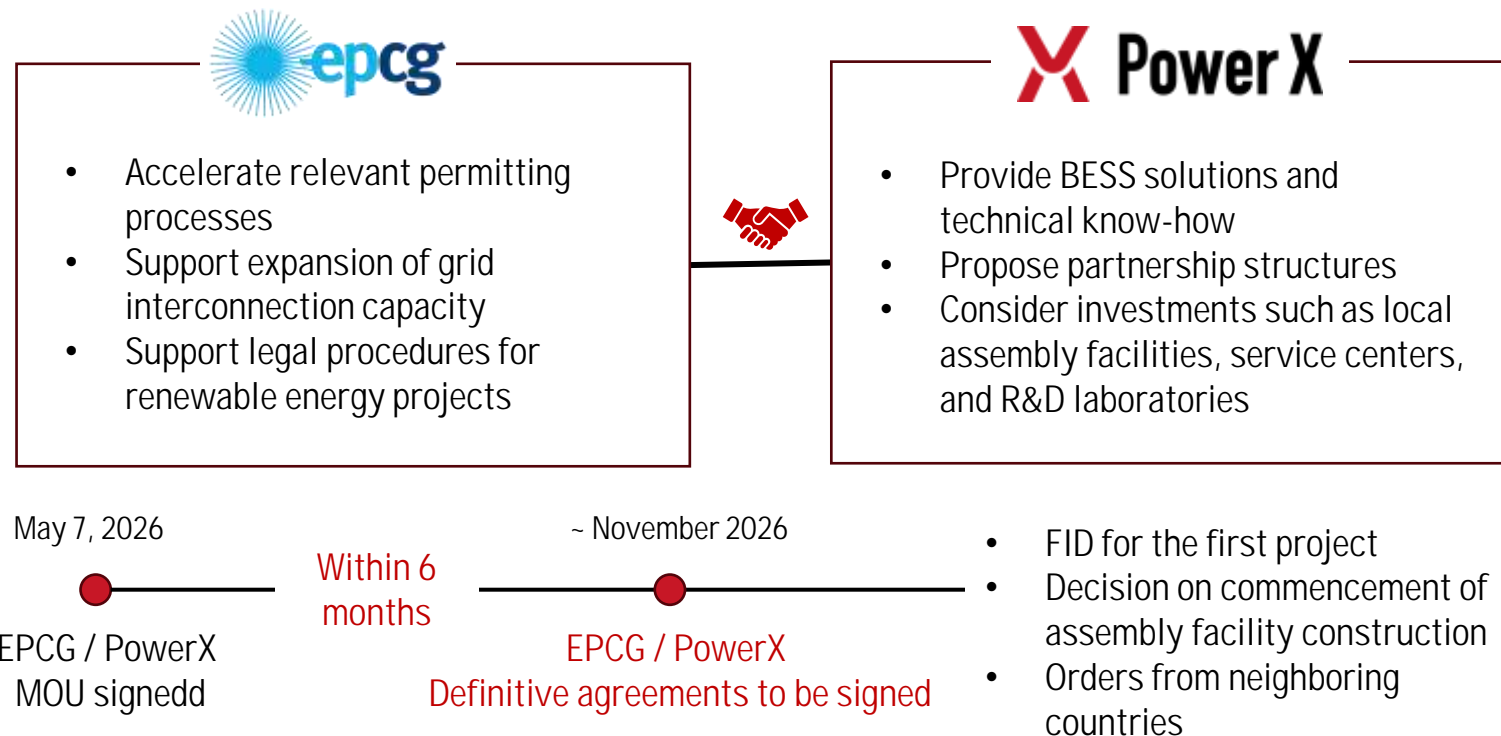 epcg
• Accelerate relevant permitting
processes
• Support expansion of grid
interconnection capacity
• Support legal procedures for
renewable energy projects
Power X
• Provide BESS solutions and
technical know-how
• Propose partnership structures
• Consider investments such as local
assembly facilities, service centers,
and R&D laboratories
May 7, 2026
Within 6
months
~ November 2026
EPCG / PowerX
MOU signedd
EPCG / PowerX
Definitive agreements to be signed
• FID for the first project
• Decision on commencement of
assembly facility construction
• Orders from neighboring
countries